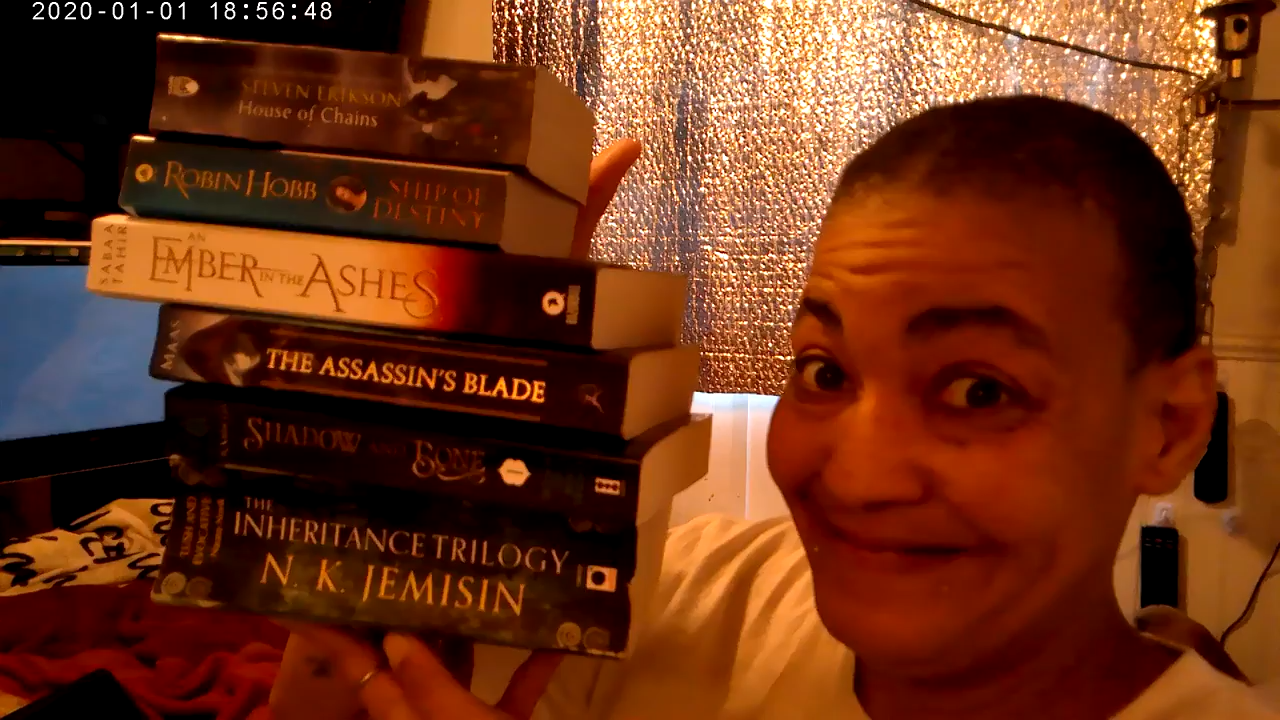 2020-01-01 18:56:48
STEVEN ERIKSON
House of Chains
ROBIN HOBB
SHIP OF
DESTINY
SABAA
TAHIR
AN
EMBER IN THE ASHES
MAAS
THE ASSASSIN'S BLADE
SHADOW AND BONE
THE
INHERITANCE TRILOGY
N. K. JEMISIN